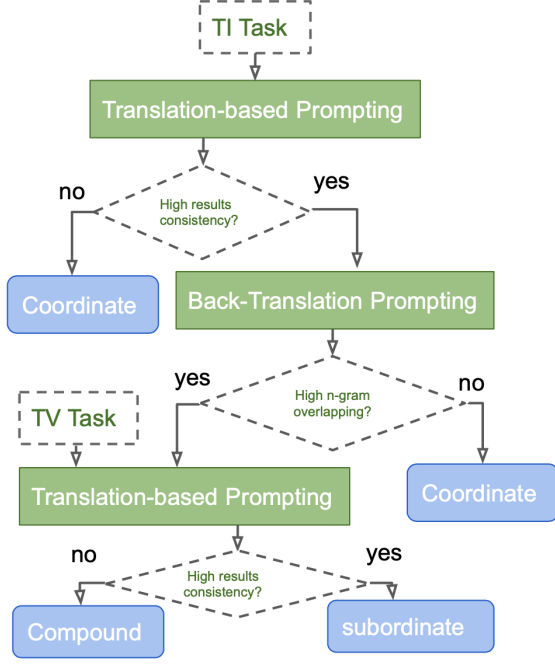 TI Task
Translation-based Prompting
no
yes
High results
consistency?
Coordinate
Back-Translation Prompting
yes
no
High n-gram
overlapping?
TV Task
Coordinate
Translation-based Prompting
no
yes
High results
consistency?
Compound
subordinate